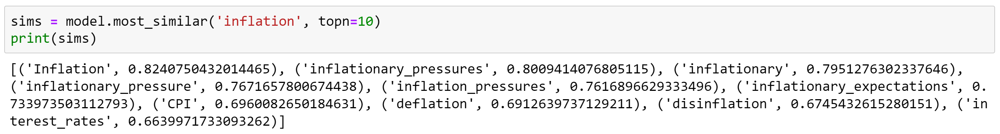 sims = model.most_similar('inflation', topn=10)
print(sims)
[('Inflation', 0.8240750432014465), ('inflationary_pressures', 0.8009414076805115), ('inflationary', 0.7951276302337646),
('inflationary_pressure', 0.7671657800674438), ('inflation_pressures', 0.7616896629333496), ('inflationary_expectations', 0.
733973503112793), ('CPI', 0.6960082650184631), ('deflation', 0.6912639737129211), ('disinflation', 0.6745432615280151), ('in
terest_rates', 0.66399717330932​62)]